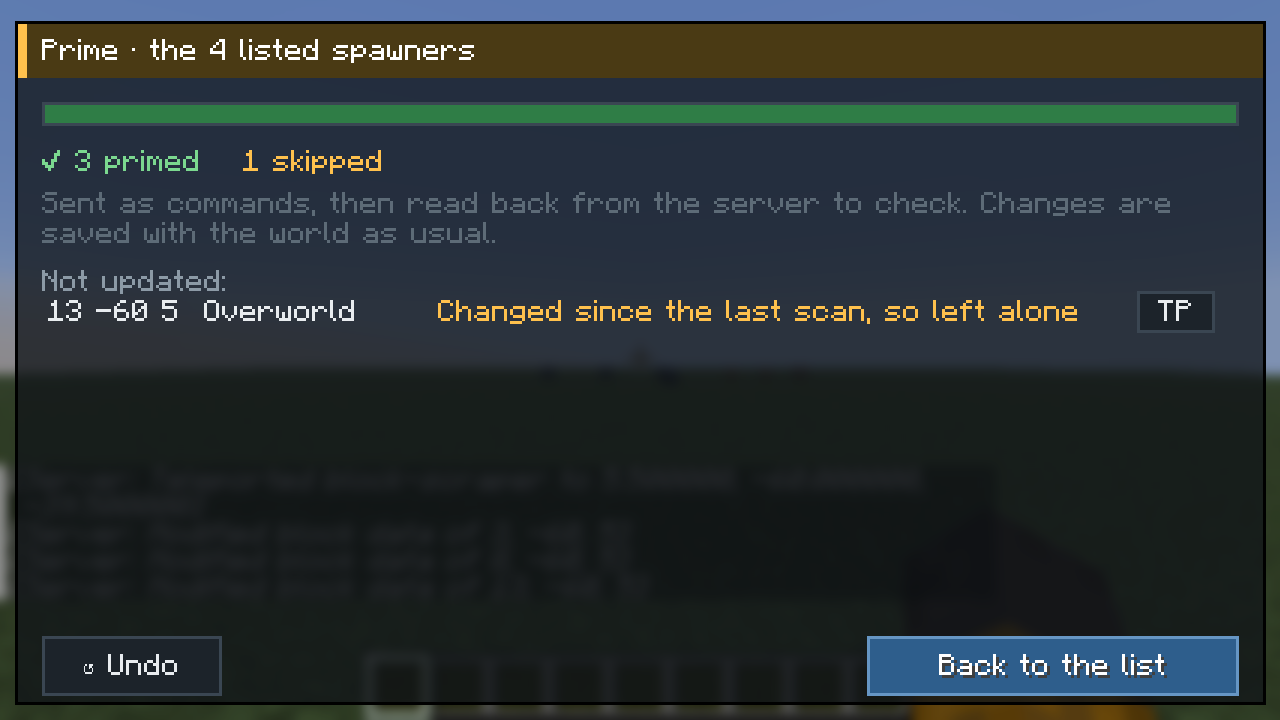 Prime · the 4 listed spawners
✔ 3 primed 1 skipped
Sent as commands, then read back from the server to check. Changes are
saved with the world as usual.
Not updated:
13 -60 5 Overworld Changed since the last scan, so left alone TP
↺ Undo Back to the list